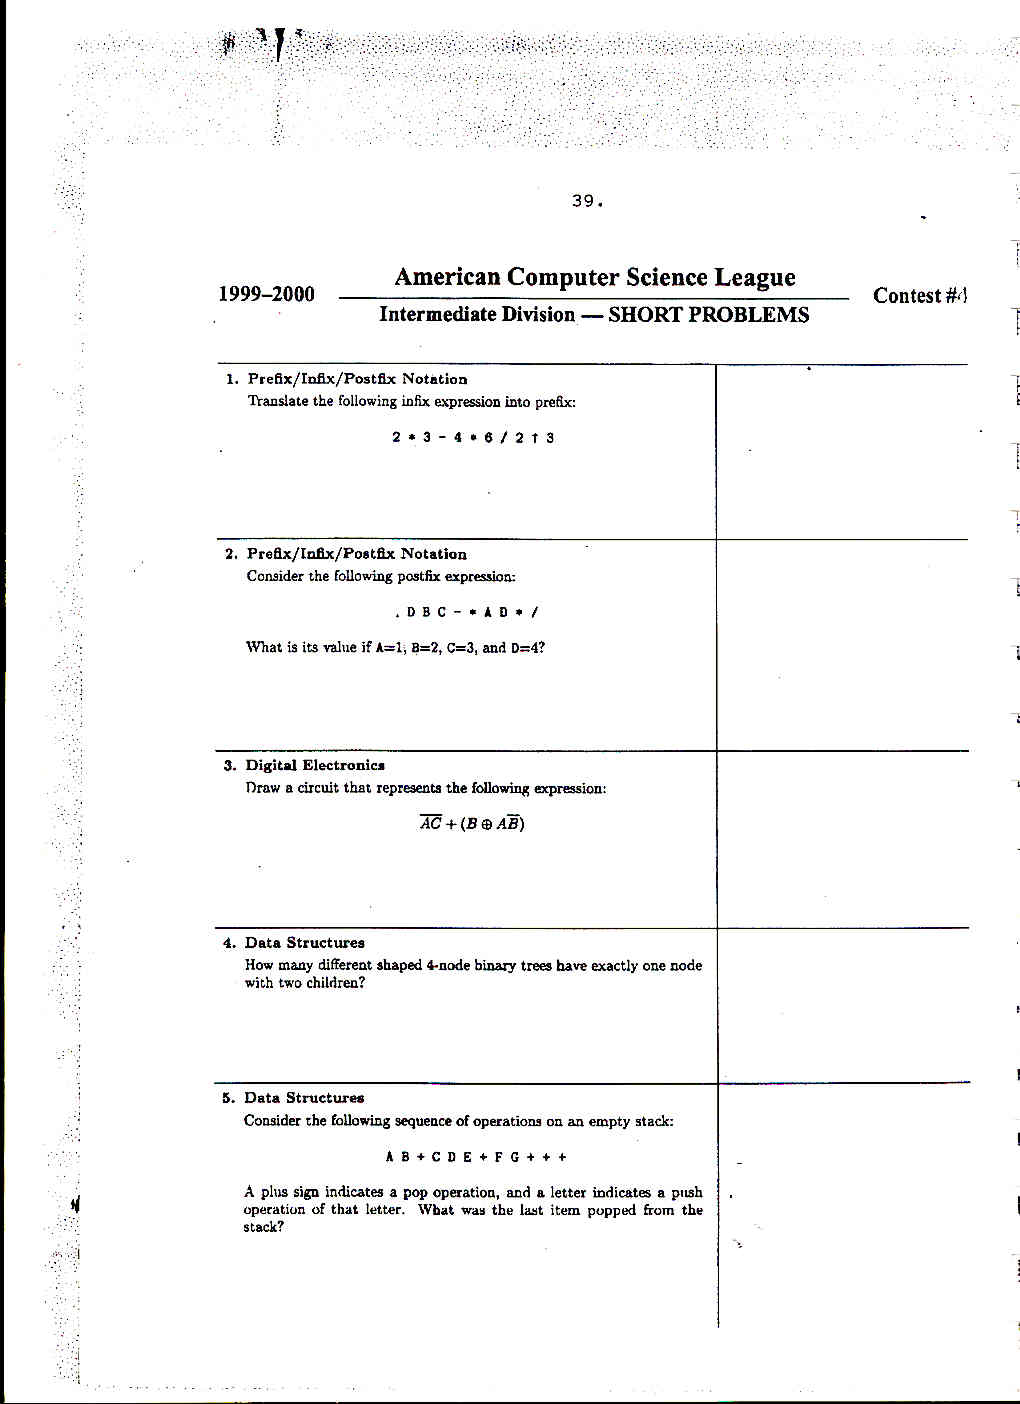 39.
American Computer Science League
1999–2000
Contest #4
Intermediate Division — SHORT PROBLEMS
1. Prefix/Infix/Postfix Notation
Translate the following infix expression into prefix:
2 * 3 - 4 * 6 / 2 ↑ 3
2. Prefix/Infix/Postfix Notation
Consider the following postfix expression:
D B C - * A D * /
What is its value if A=1, B=2, C=3, and D=4?
3. Digital Electronics
Draw a circuit that represents the following expression:
A̅C̅ + (B ⊕ AB̅)
4. Data Structures
How many different shaped 4-node binary trees have exactly one node
with two children?
5. Data Structures
Consider the following sequence of operations on an empty stack:
A B + C D E + F G + + +
A plus sign indicates a pop operation, and a letter indicates a push
operation of that letter. What was the last item popped from the
stack?